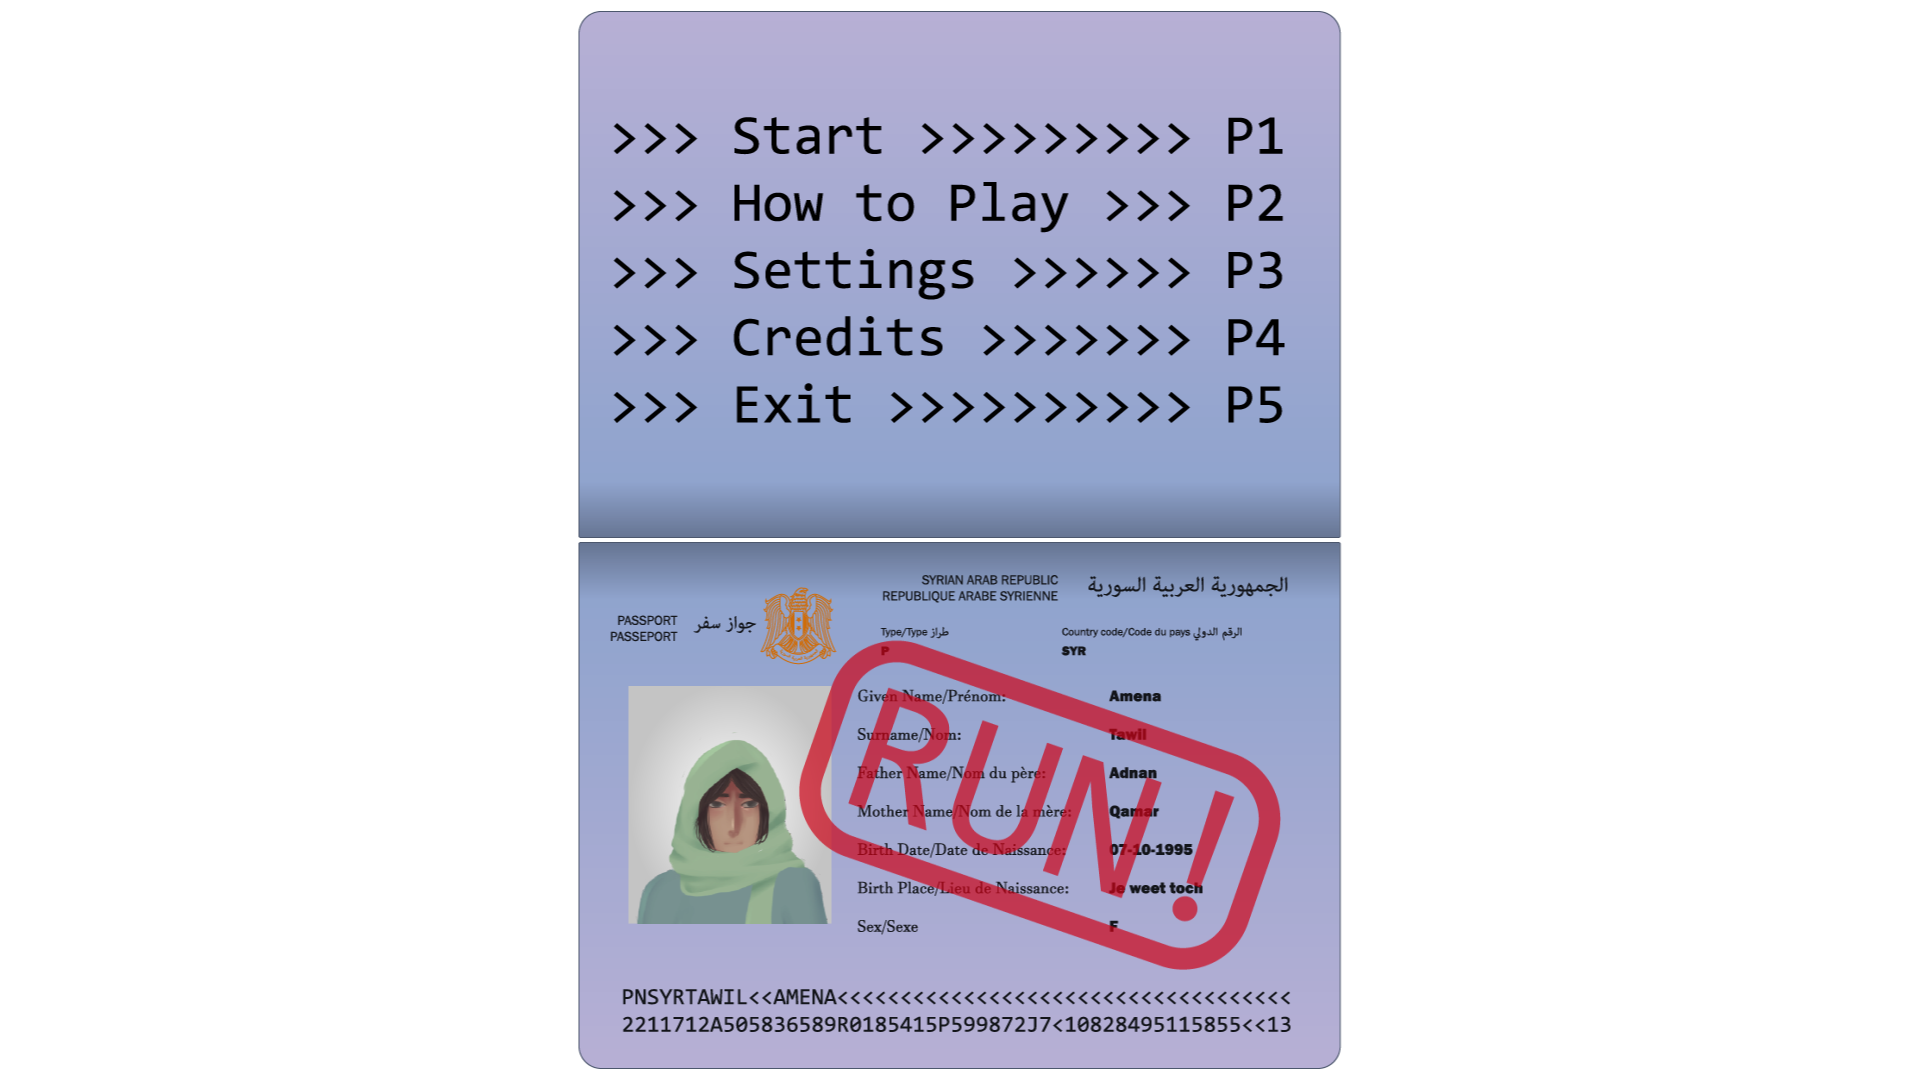 >>> Start >>>>>>>>> P1
>>> How to Play >>> P2
>>> Settings >>>>>> P3
>>> Credits >>>>>>> P4
>>> Exit >>>>>>>>>> P5
SYRIAN ARAB REPUBLIC الجمهورية العربية السورية
REPUBLIQUE ARABE SYRIENNE
PASSPORT جواز سفر
PASSEPORT
Type/Type طراز Country code/Code du pays الرقم الدولي
P SYR
Given Name/Prénom: Amena
Surname/Nom: Tawil
Father Name/Nom du père: Adnan
Mother Name/Nom de la mère: Qamar
Birth Date/Date de Naissance: 07-10-1995
Birth Place/Lieu de Naissance: Je weet toch
Sex/Sexe F
RUN!
PNSYRTAWIL<<AMENA<<<<<<<<<<<<<<<<<<<<<<<<<<<<<<<<<<<<
2211712A505836589R0185415P599872J7<10828495115855<<13